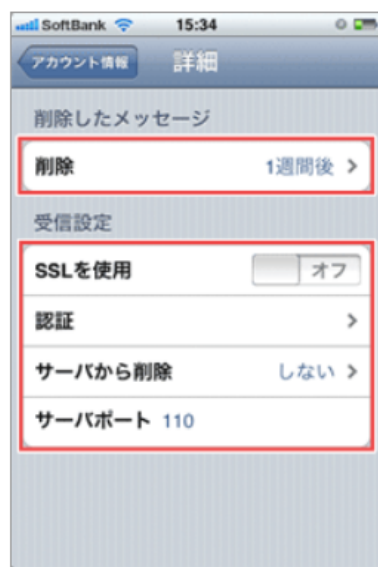 SoftBank 15:34
アカウント情報 詳細
削除したメッセージ
削除 1週間後
受信設定
SSLを使用 オフ
認証
サーバから削除 しない
サーバポート 110